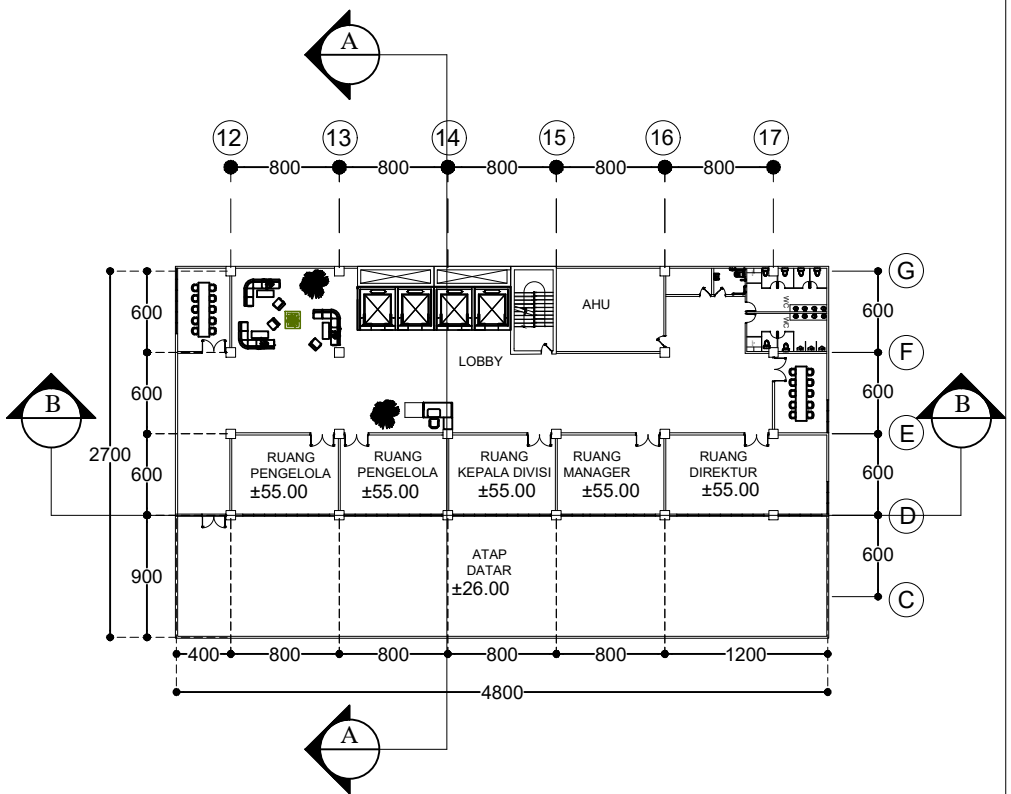 A
12
13
14
15
16
17
800
800
800
800
800
G
600
600
AHU
WC
WC
F
LOBBY
B
600
600
B
E
2700
RUANG
PENGELOLA
±55.00
RUANG
PENGELOLA
±55.00
RUANG
KEPALA DIVISI
±55.00
RUANG
MANAGER
±55.00
RUANG
DIREKTUR
±55.00
600
600
D
900
ATAP
DATAR
±26.00
600
C
400
800
800
800
800
1200
4800
A